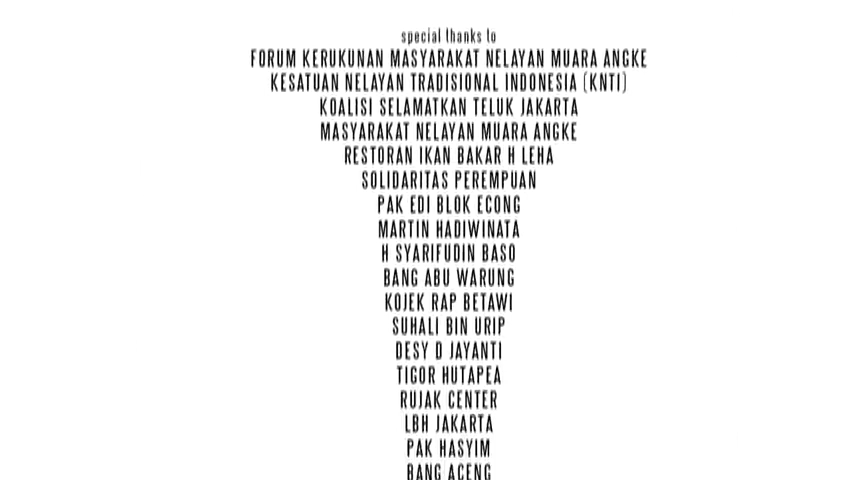 special thanks to
FORUM KERUKUNAN MASYARAKAT NELAYAN MUARA ANGKE
KESATUAN NELAYAN TRADISIONAL INDONESIA (KNTI)
KOALISI SELAMATKAN TELUK JAKARTA
MASYARAKAT NELAYAN MUARA ANGKE
RESTORAN IKAN BAKAR H LEHA
SOLIDARITAS PEREMPUAN
PAK EDI BLOK ECONG
MARTIN HADIWINATA
H SYARIFUDIN BASO
BANG ABU WARUNG
KOJEK RAP BETAWI
SUHALI BIN URIP
DESY D JAYANTI
TIGOR HUTAPEA
RUJAK CENTER
LBH JAKARTA
PAK HASYIM
BANG ACENG